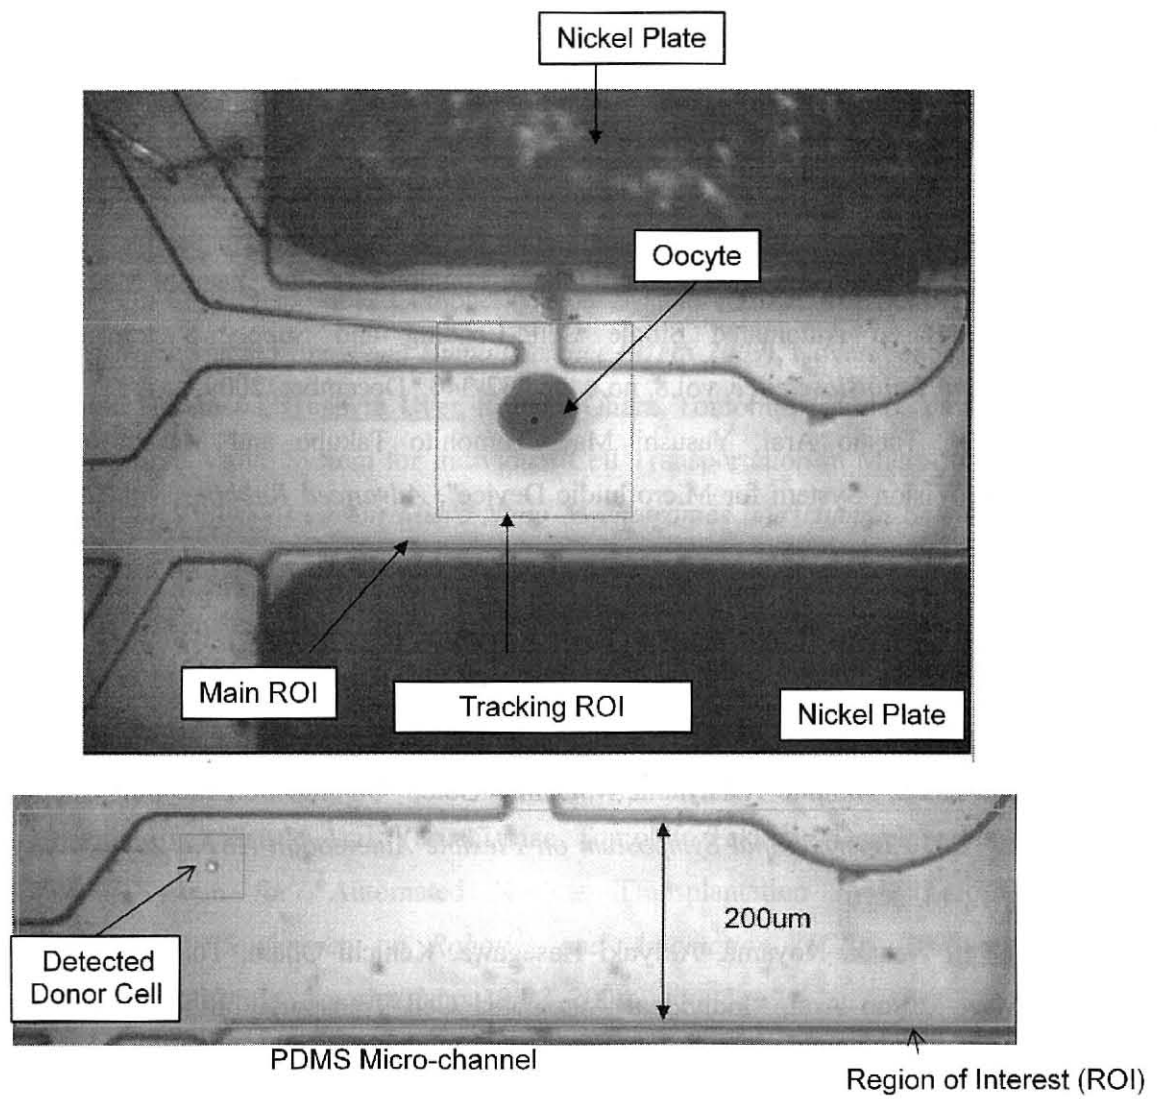 Nickel Plate
Oocyte
Main ROI
Tracking ROI
Nickel Plate
200um
Detected
Donor Cell
PDMS Micro-channel
Region of Interest (ROI)